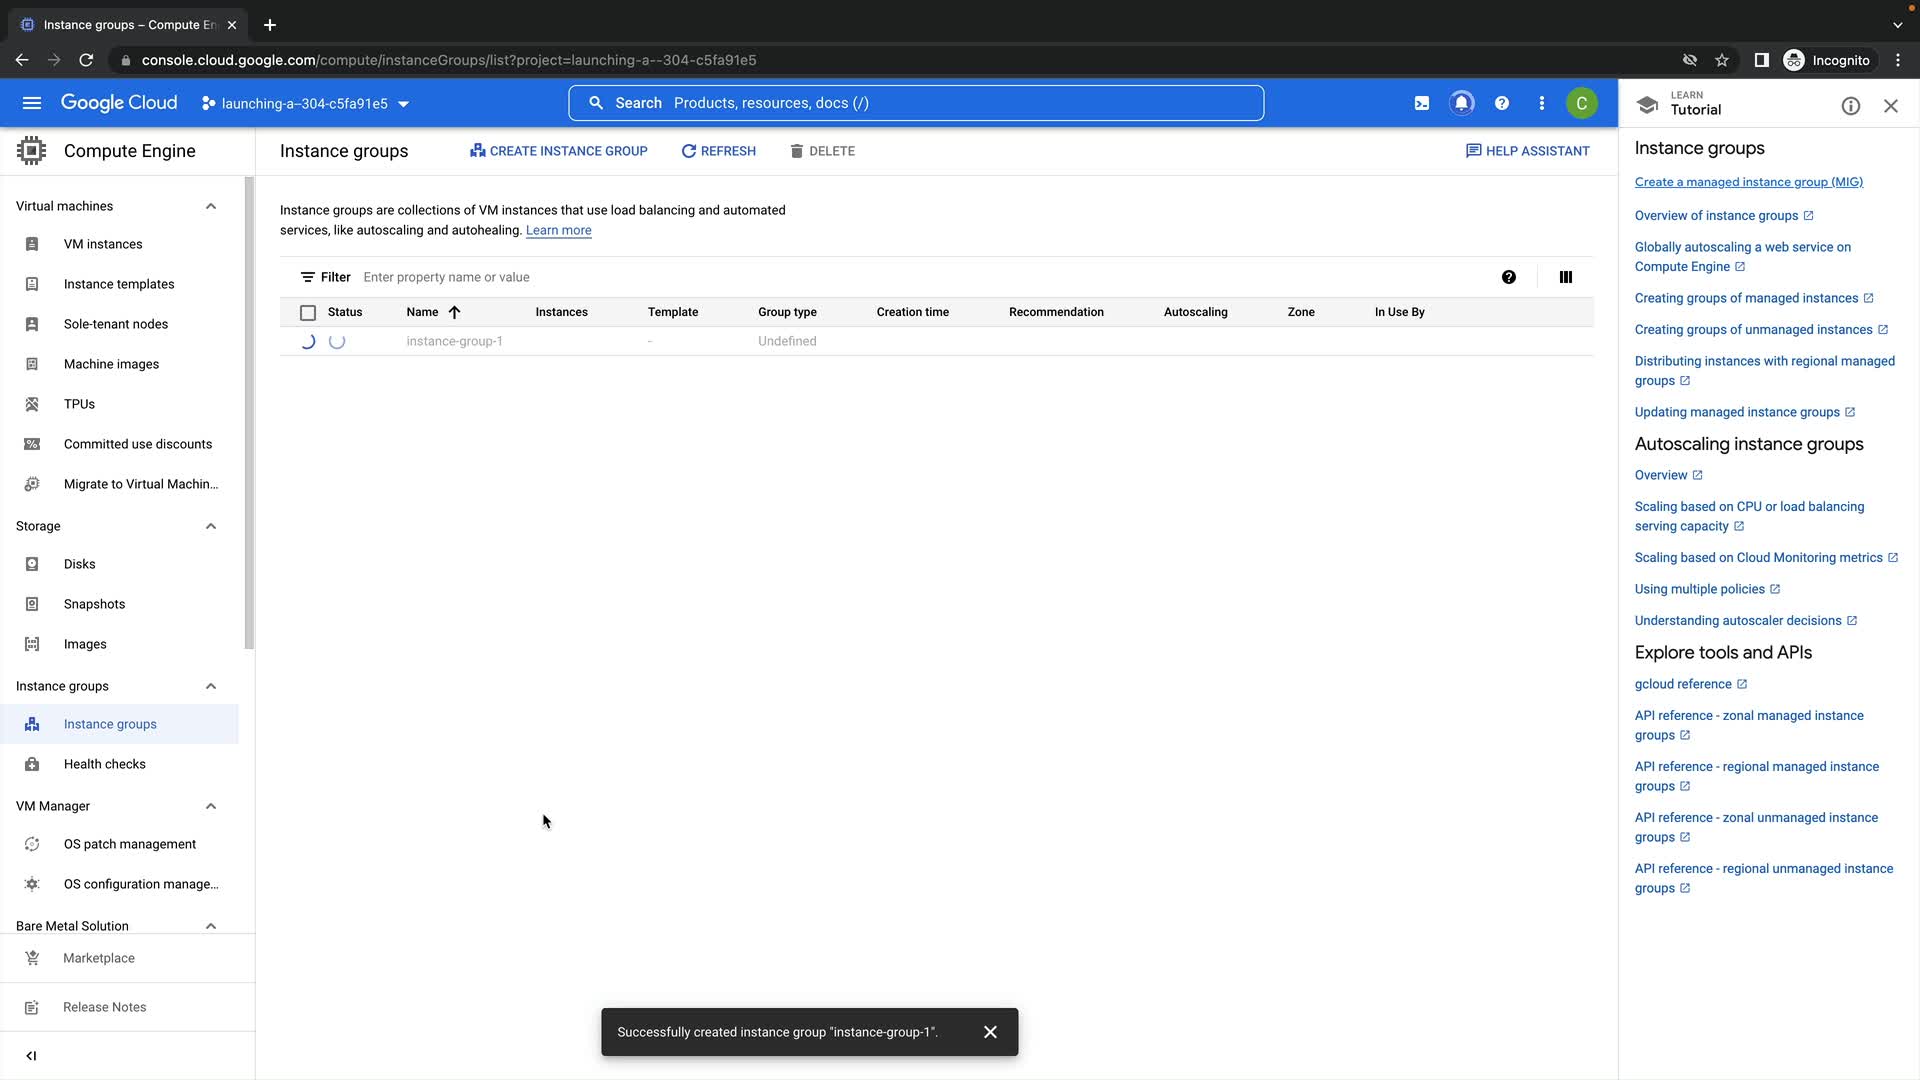 Instance groups – Compute En
console.cloud.google.com/compute/instanceGroups/list?project=launching-a--304-c5fa91e5
Incognito
Google Cloud
launching-a--304-c5fa91e5
Search Products, resources, docs (/)
C
LEARN
Tutorial
Compute Engine
Instance groups
CREATE INSTANCE GROUP
REFRESH
DELETE
HELP ASSISTANT
Virtual machines
VM instances
Instance templates
Sole-tenant nodes
Machine images
TPUs
Committed use discounts
Migrate to Virtual Machin...
Storage
Disks
Snapshots
Images
Instance groups
Instance groups
Health checks
VM Manager
OS patch management
OS configuration manage...
Bare Metal Solution
Marketplace
Release Notes
Instance groups are collections of VM instances that use load balancing and automated
services, like autoscaling and autohealing. Learn more
Filter Enter property name or value
Status Name Instances Template Group type Creation time Recommendation Autoscaling Zone In Use By
instance-group-1 - Undefined
Successfully created instance group "instance-group-1".
Instance groups
Create a managed instance group (MIG)
Overview of instance groups
Globally autoscaling a web service on
Compute Engine
Creating groups of managed instances
Creating groups of unmanaged instances
Distributing instances with regional managed
groups
Updating managed instance groups
Autoscaling instance groups
Overview
Scaling based on CPU or load balancing
serving capacity
Scaling based on Cloud Monitoring metrics
Using multiple policies
Understanding autoscaler decisions
Explore tools and APIs
gcloud reference
API reference - zonal managed instance
groups
API reference - regional managed instance
groups
API reference - zonal unmanaged instance
groups
API reference - regional unmanaged instance
groups